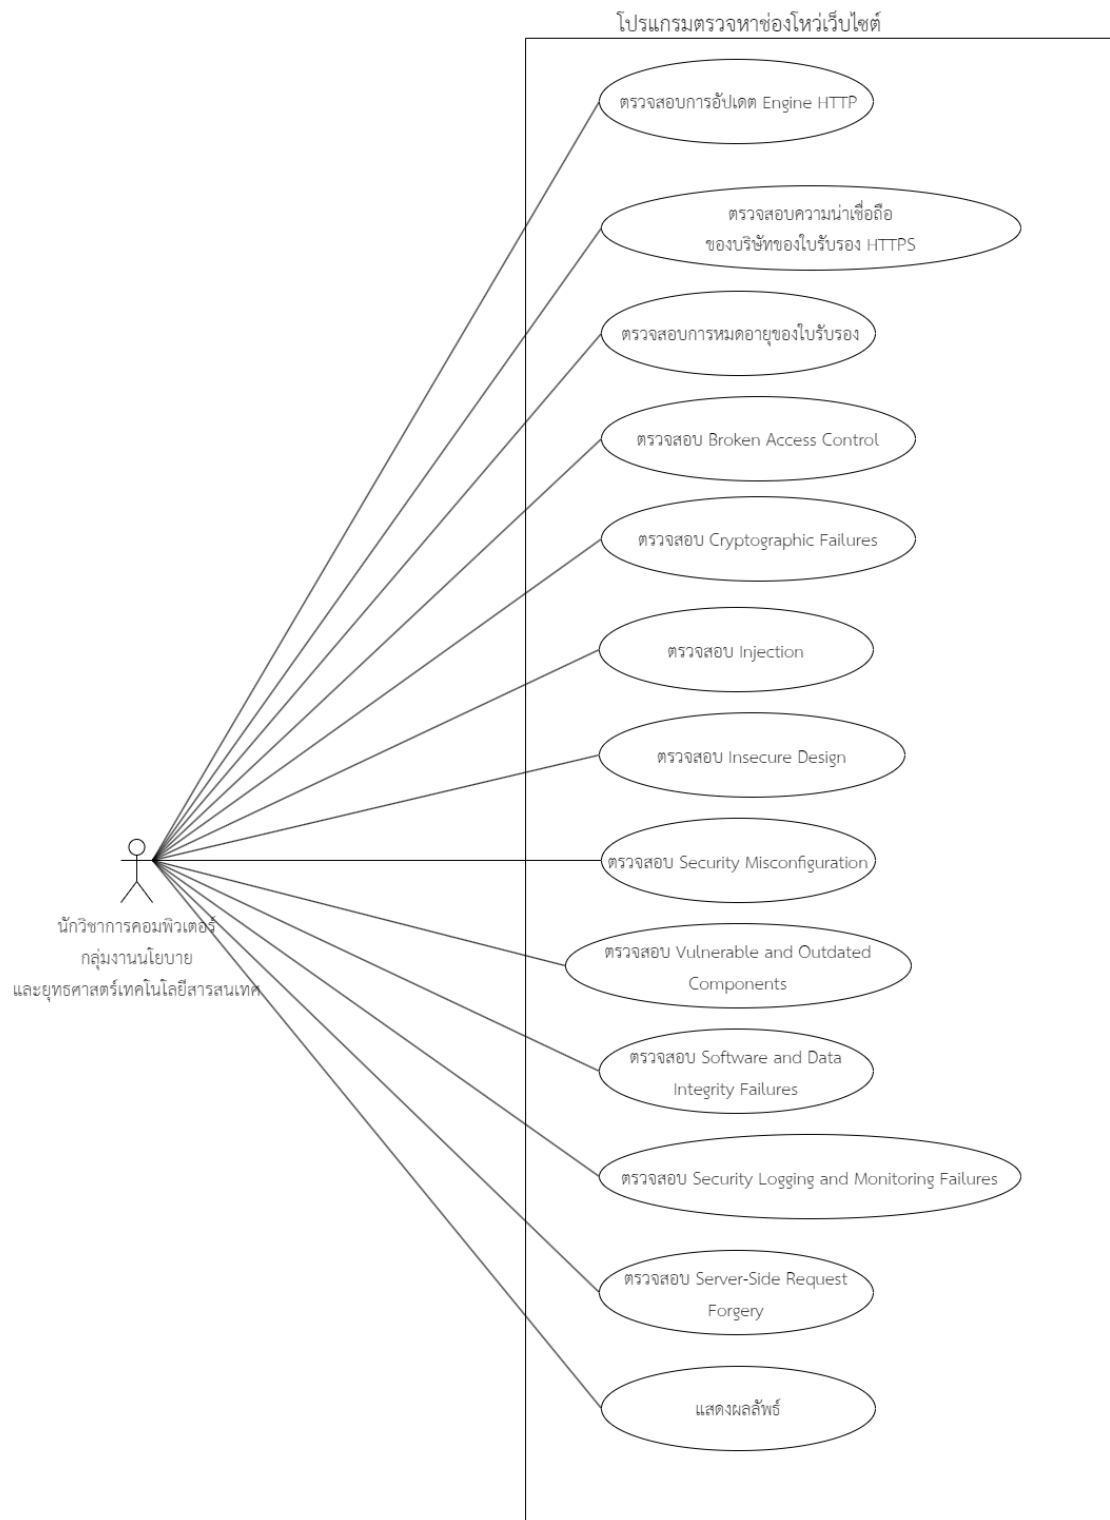 โปรแกรมตรวจหาช่องโหว่เว็บไซต์
ตรวจสอบการอัปเดต Engine HTTP
ตรวจสอบความน่าเชื่อถือ
ของบริษัทของใบรับรอง HTTPS
ตรวจสอบการหมดอายุของใบรับรอง
ตรวจสอบ Broken Access Control
ตรวจสอบ Cryptographic Failures
ตรวจสอบ Injection
ตรวจสอบ Insecure Design
ตรวจสอบ Security Misconfiguration
นักวิชาการคอมพิวเตอร์
กลุ่มงานนโยบาย
และยุทธศาสตร์เทคโนโลยีสารสนเทศ
ตรวจสอบ Vulnerable and Outdated
Components
ตรวจสอบ Software and Data
Integrity Failures
ตรวจสอบ Security Logging and Monitoring Failures
ตรวจสอบ Server-Side Request
Forgery
แสดงผลลัพธ์